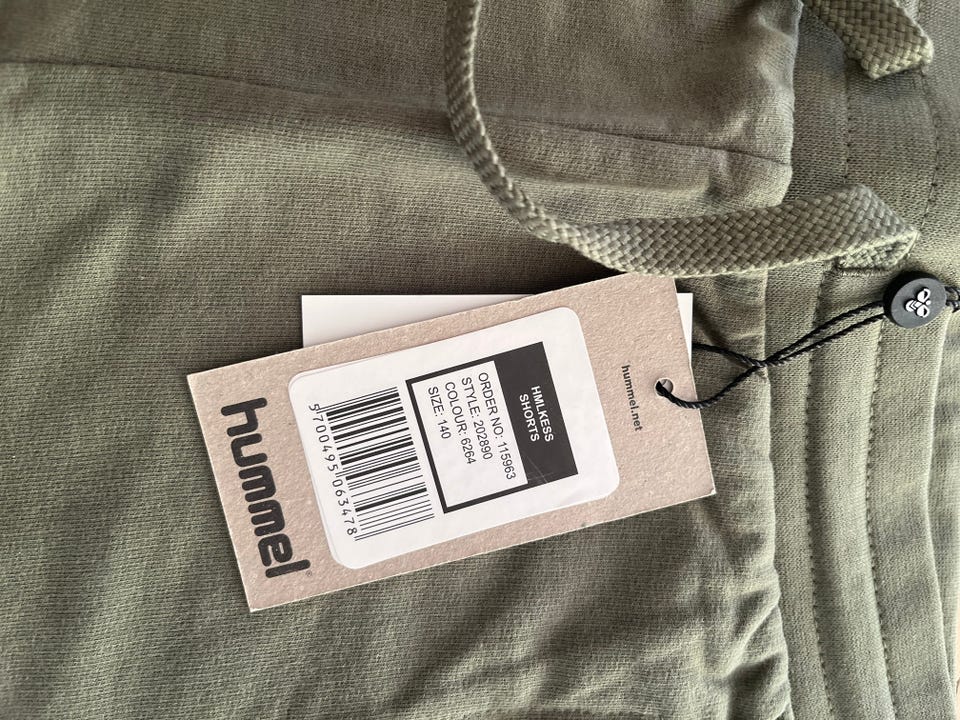 hummel.net
HMLKESS
SHORTS
ORDER NO: 115963
STYLE: 202890
COLOUR: 6264
SIZE: 140
5700495063478
hummel®